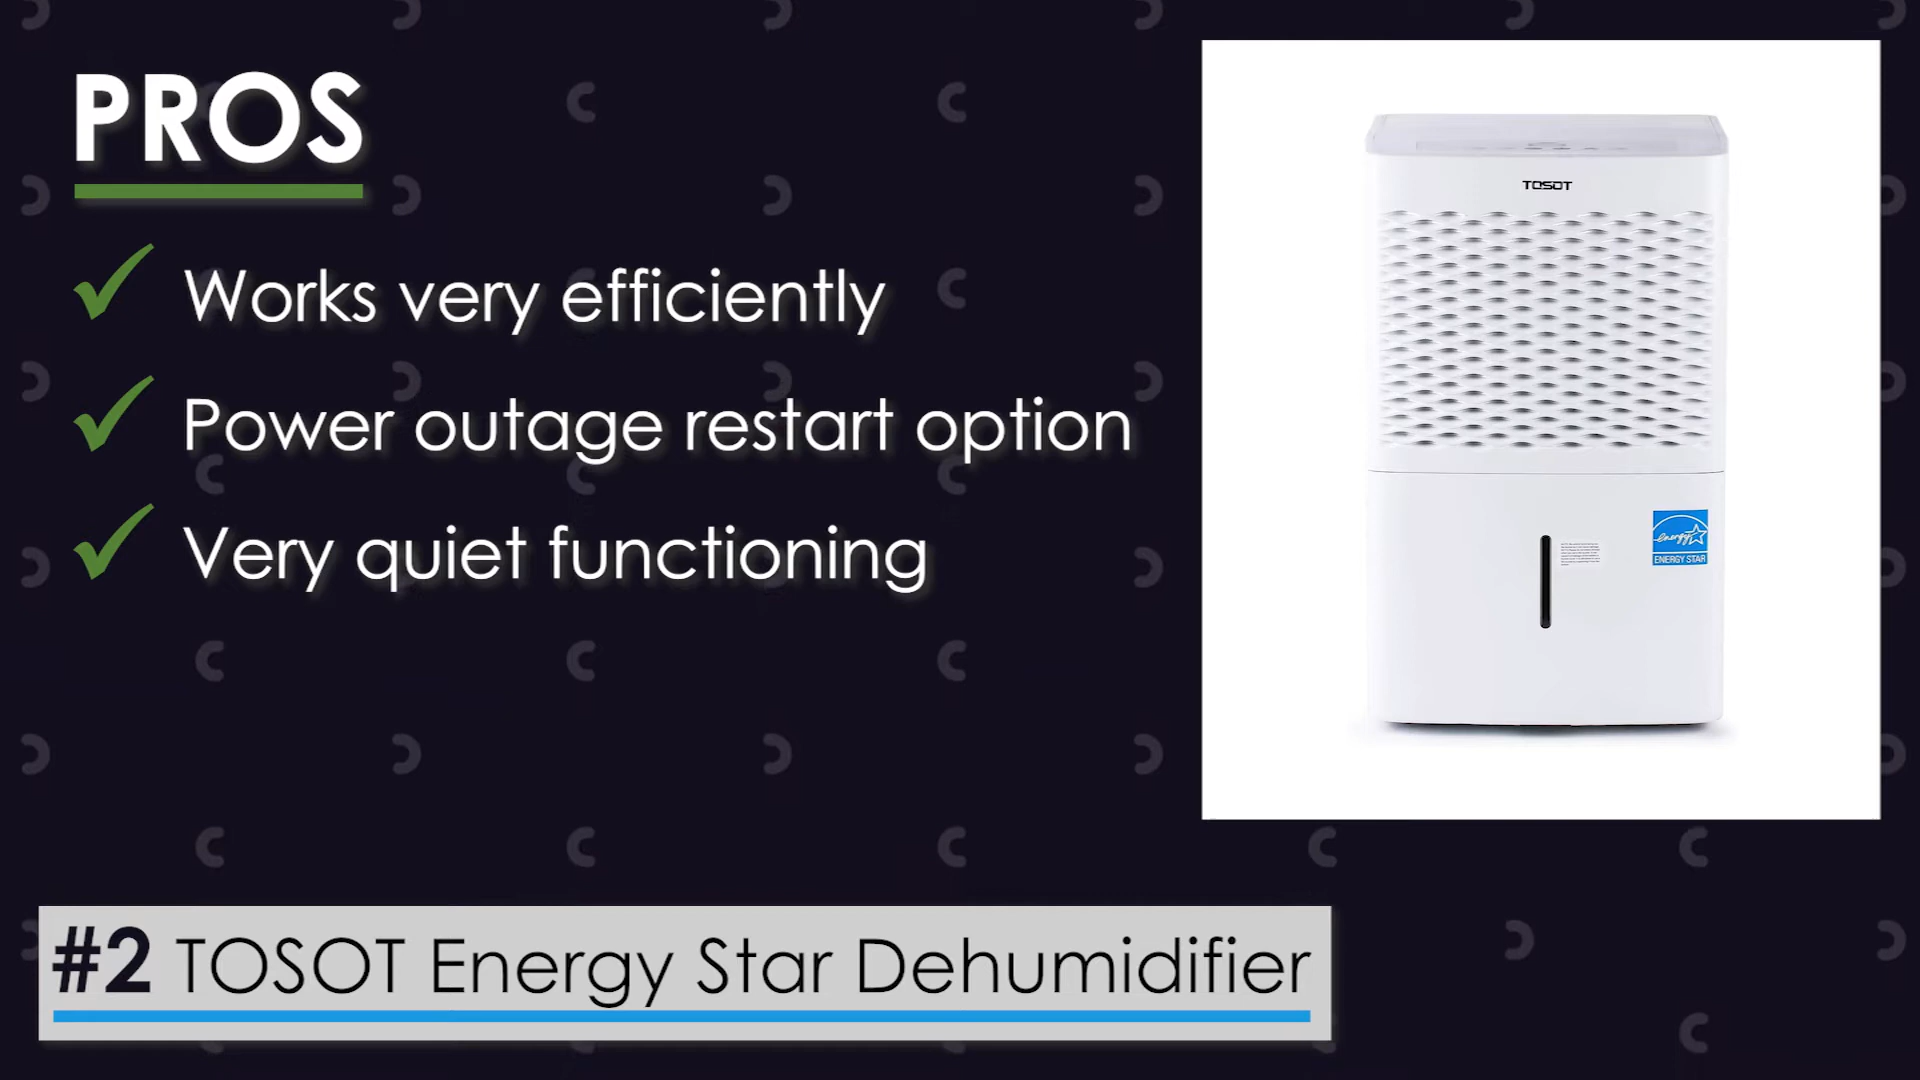 PROS
Works very efficiently
Power outage restart option
Very quiet functioning
TOSOT
energy
ENERGY STAR
#2 TOSOT Energy Star Dehumidifier